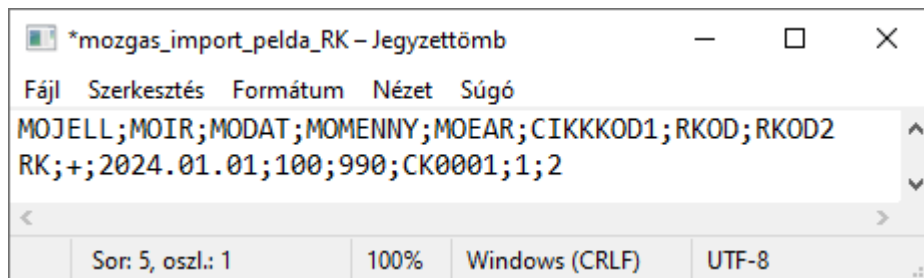 *mozgas_import_pelda_RK – Jegyzettömb
Fájl Szerkesztés Formátum Nézet Súgó
MOJELL;MOIR;MODAT;MOMENNY;MOEAR;CIKKKOD1;RKOD;RKOD2
RK;+;2024.01.01;100;990;CK0001;1;2
Sor: 5, oszl.: 1 100% Windows (CRLF) UTF-8